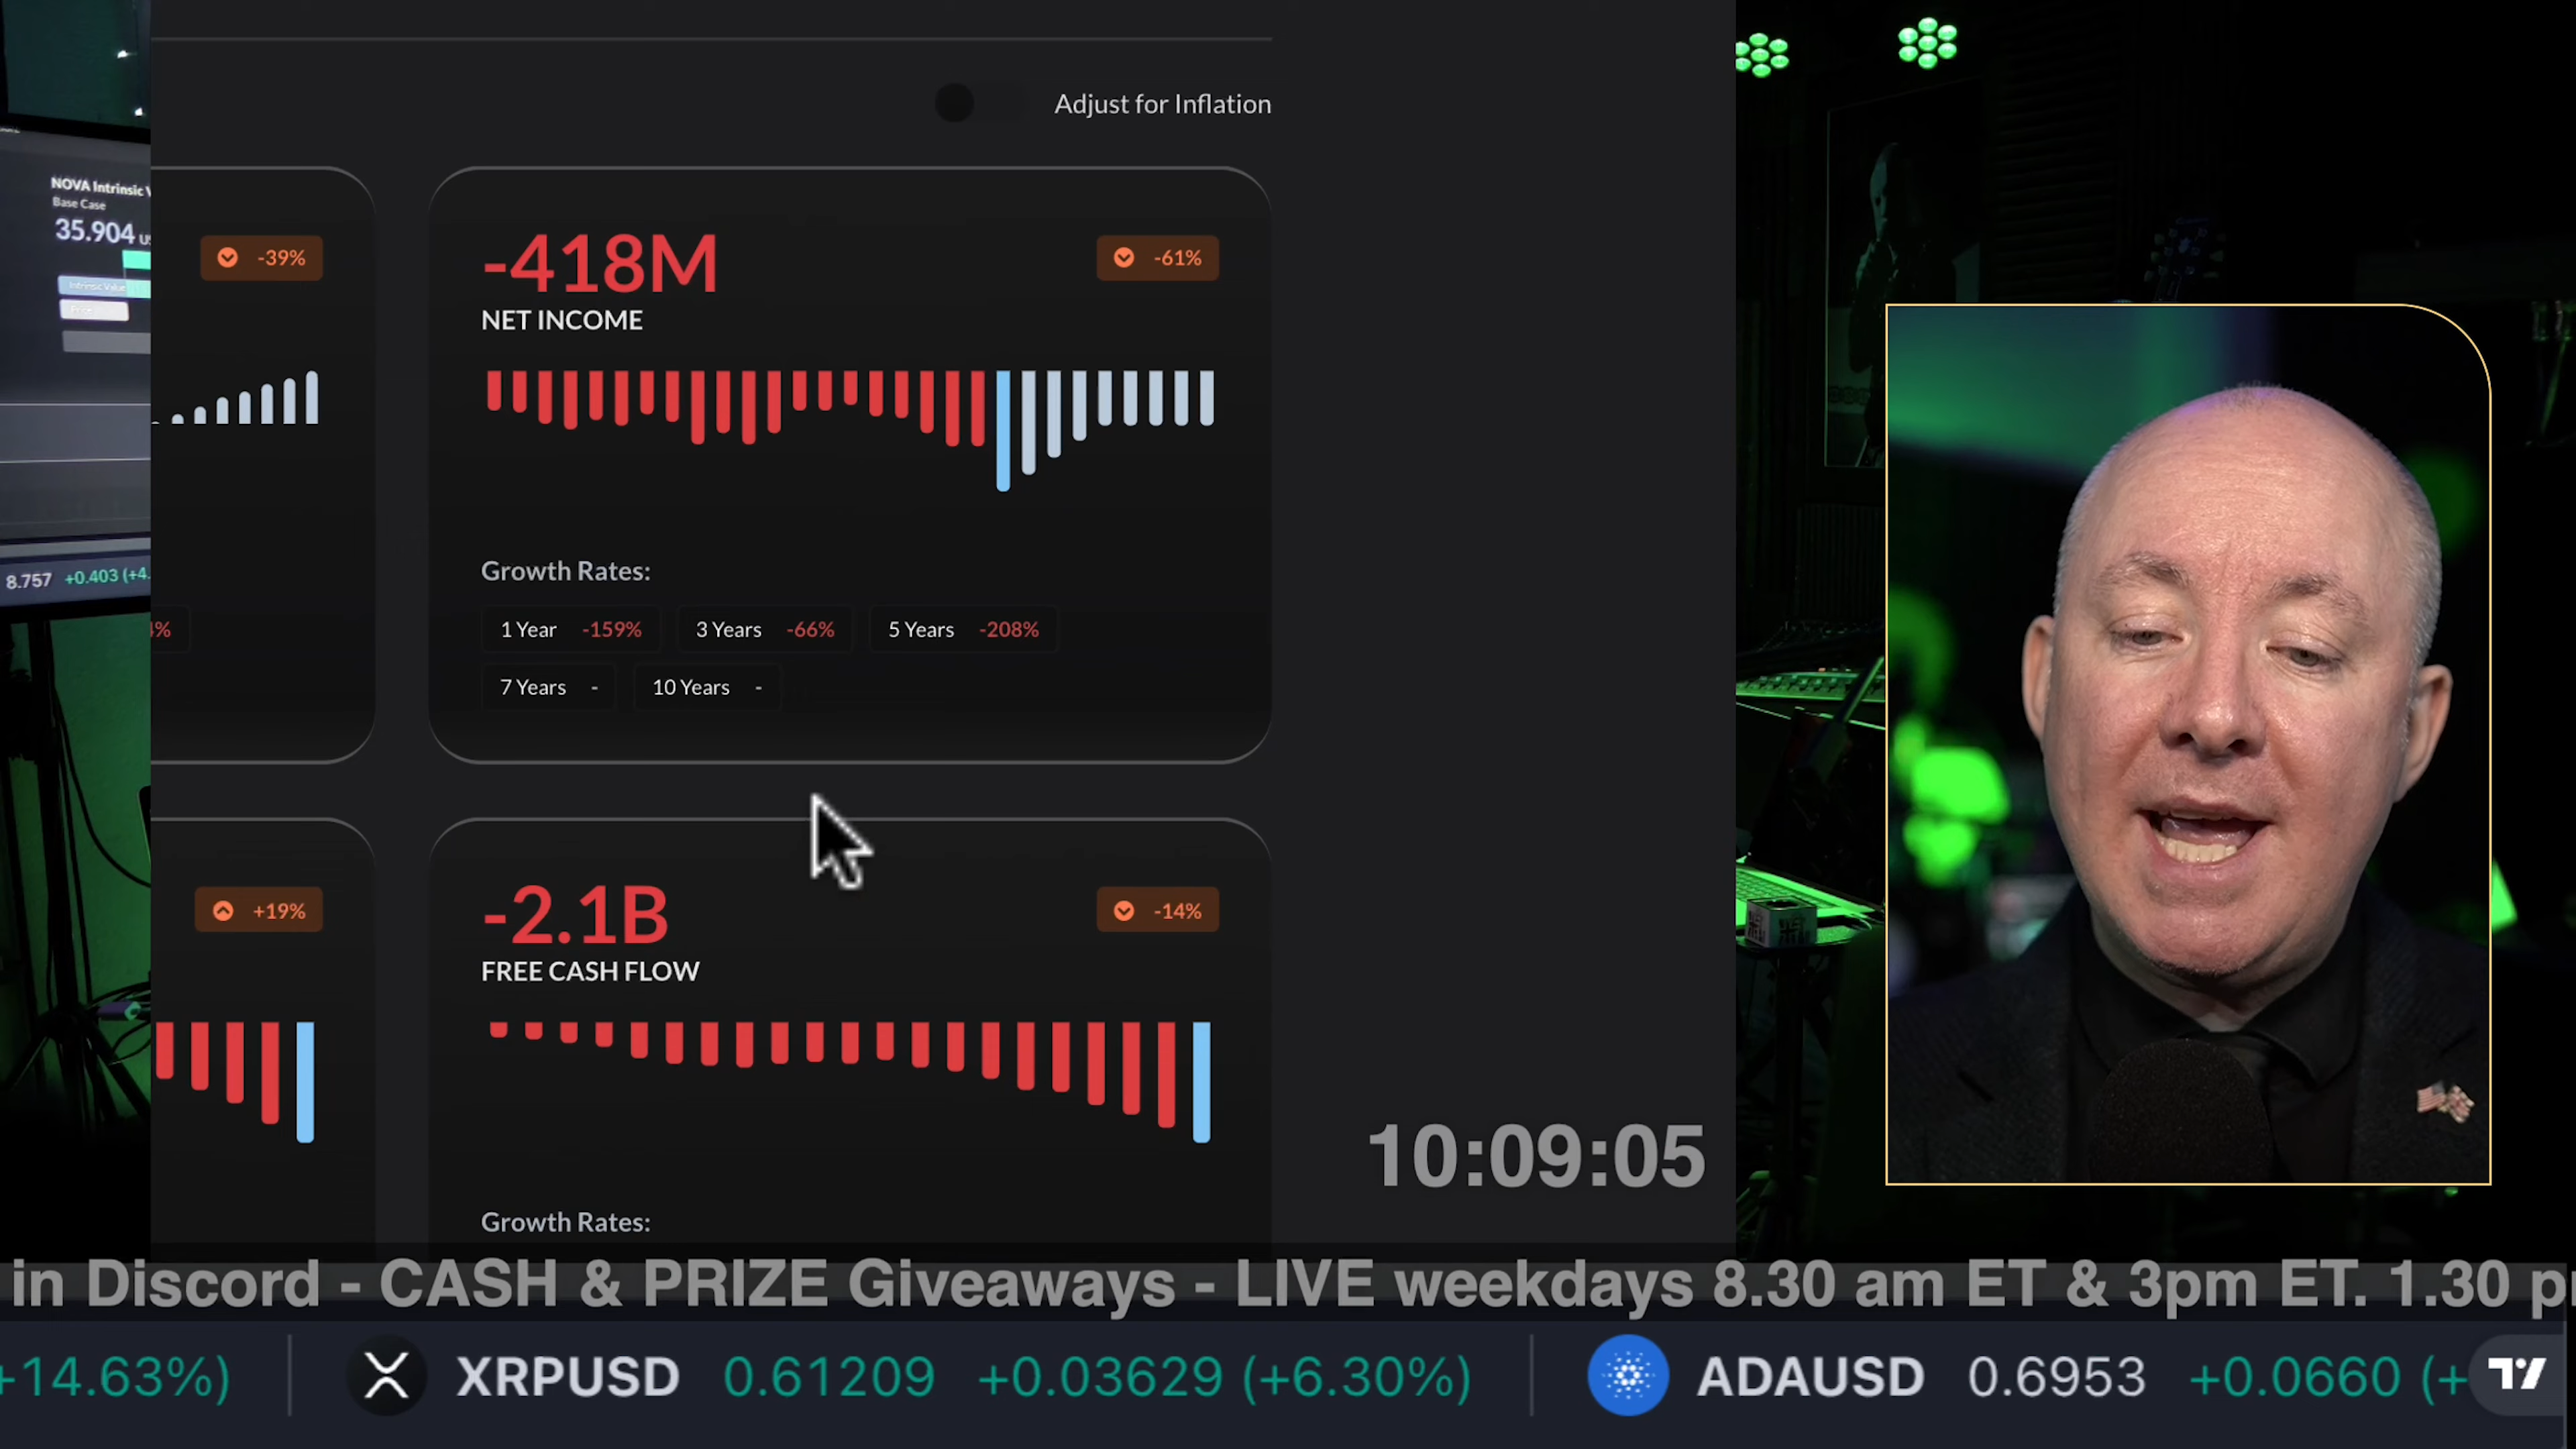 Adjust for Inflation
NOVA Intrinsic
Base Case
35.904
8.757 +0.403 (+4.
-39%
-418M
-61%
NET INCOME
Growth Rates:
1 Year -159%
3 Years -66%
5 Years -208%
7 Years -
10 Years -
+19%
-2.1B
-14%
FREE CASH FLOW
Growth Rates:
10:09:05
in Discord - CASH & PRIZE Giveaways - LIVE weekdays 8.30 am ET & 3pm ET. 1.30 p
+14.63%)
XRPUSD 0.61209 +0.03629 (+6.30%)
ADAUSD 0.6953 +0.0660 (+